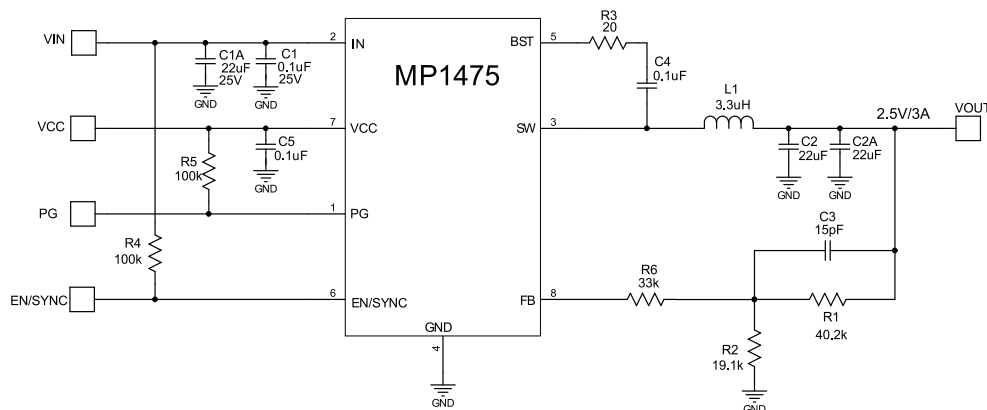 VIN
2
IN
C1A
22uF
25V
GND
C1
0.1uF
25V
GND
MP1475
BST
5
R3
20
C4
0.1uF
VCC
7
VCC
C5
0.1uF
GND
R5
100k
SW
3
L1
3.3uH
2.5V/3A
VOUT
C2
22uF
GND
C2A
22uF
GND
PG
1
PG
R4
100k
C3
15pF
EN/SYNC
6
EN/SYNC
FB
8
R6
33k
R1
40.2k
R2
19.1k
GND
GND
4
GND